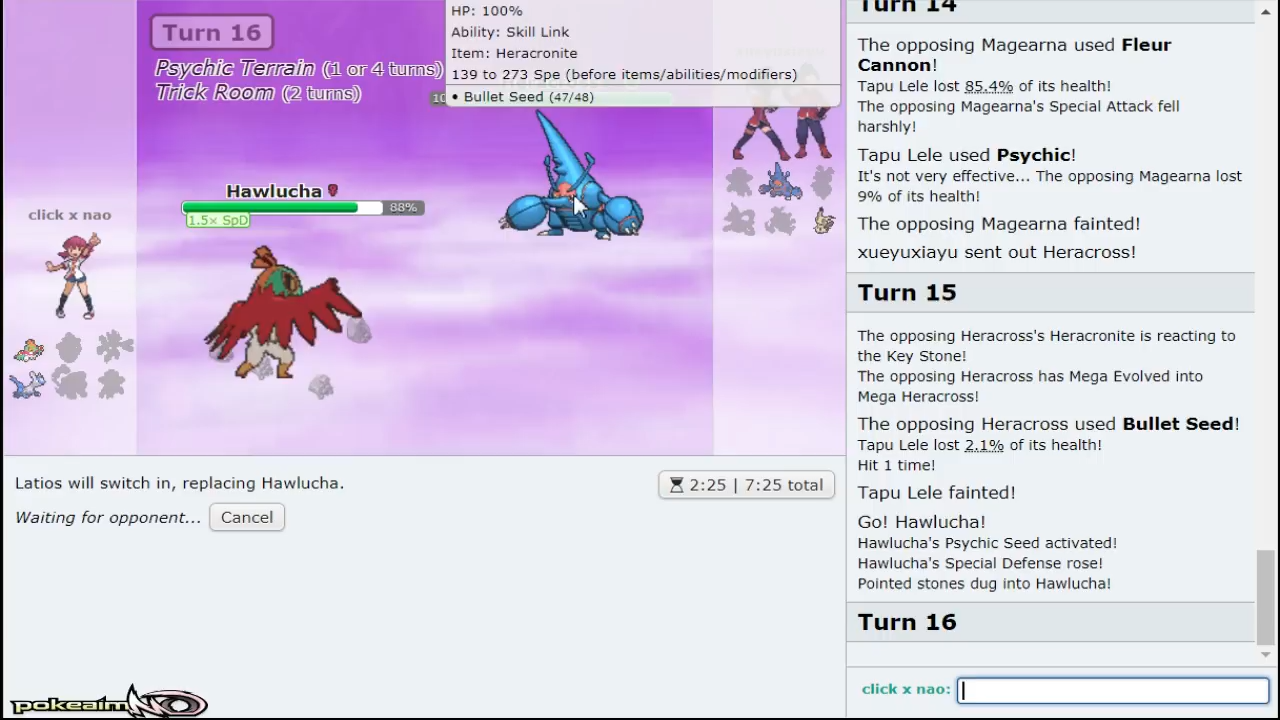 Turn 16
Psychic Terrain (1 or 4 turns)
Trick Room (2 turns)
HP: 100%
Ability: Skill Link
Item: Heracronite
139 to 273 Spe (before items/abilities/modifiers)
• Bullet Seed (47/48)
10
Hawlucha
88%
1.5× SpD
click x nao
Latios will switch in, replacing Hawlucha.
2:25 | 7:25 total
Waiting for opponent...
Cancel
pokeaimNO
Turn 14
The opposing Magearna used Fleur
Cannon!
Tapu Lele lost 85.4% of its health!
The opposing Magearna's Special Attack fell
harshly!
Tapu Lele used Psychic!
It's not very effective... The opposing Magearna lost
9% of its health!
The opposing Magearna fainted!
xueyuxiayu sent out Heracross!
Turn 15
The opposing Heracross's Heracronite is reacting to
the Key Stone!
The opposing Heracross has Mega Evolved into
Mega Heracross!
The opposing Heracross used Bullet Seed!
Tapu Lele lost 2.1% of its health!
Hit 1 time!
Tapu Lele fainted!
Go! Hawlucha!
Hawlucha's Psychic Seed activated!
Hawlucha's Special Defense rose!
Pointed stones dug into Hawlucha!
Turn 16
click x nao: